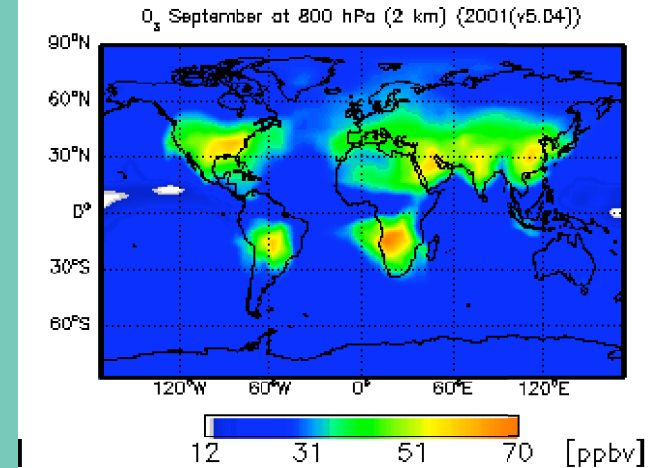 O₃ September at 800 hPa (2 km) {2001(v5.04)}
90°N
60°N
30°N
0°
30°S
60°S
120°W 60°W 0° 60°E 120°E
12 31 51 70 [ppbv]